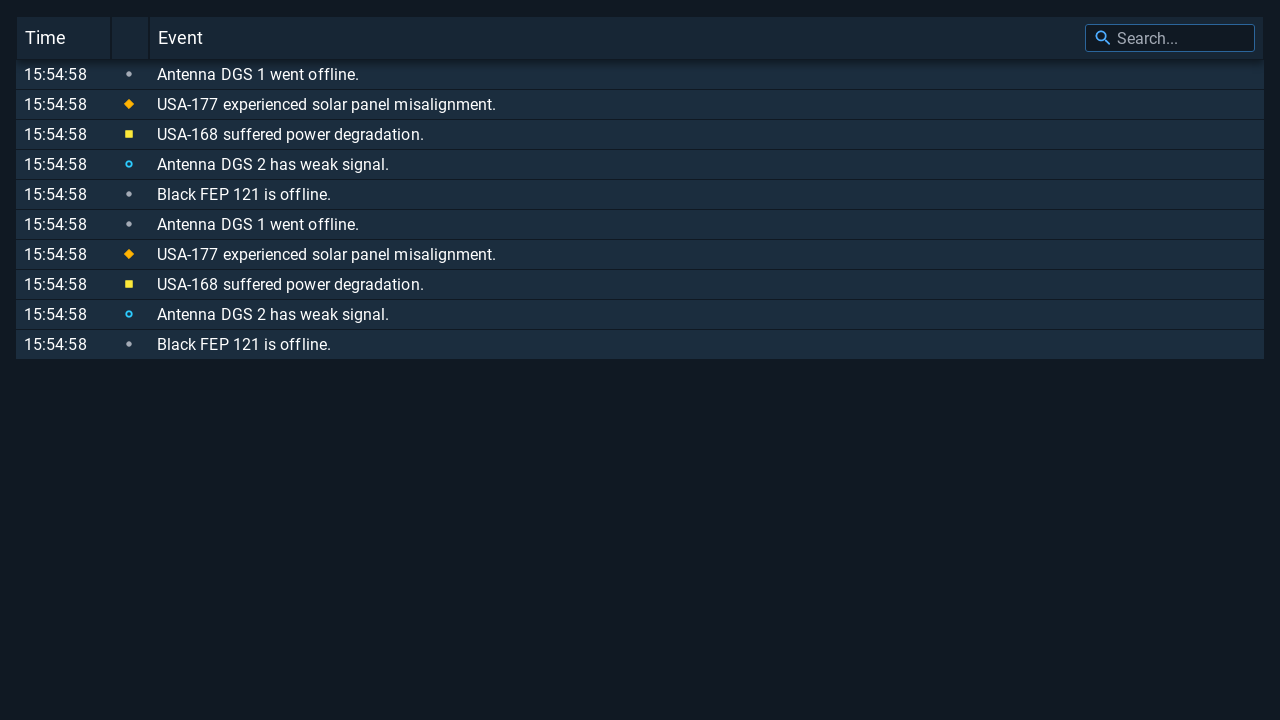 Time Event Search...
15:54:58 Antenna DGS 1 went offline.
15:54:58 USA-177 experienced solar panel misalignment.
15:54:58 USA-168 suffered power degradation.
15:54:58 Antenna DGS 2 has weak signal.
15:54:58 Black FEP 121 is offline.
15:54:58 Antenna DGS 1 went offline.
15:54:58 USA-177 experienced solar panel misalignment.
15:54:58 USA-168 suffered power degradation.
15:54:58 Antenna DGS 2 has weak signal.
15:54:58 Black FEP 121 is offline.